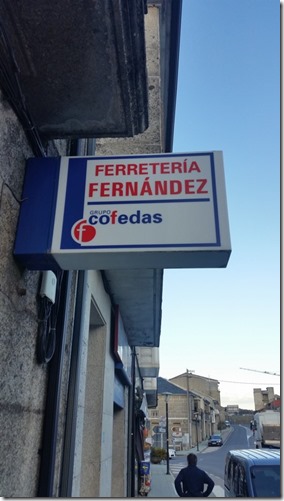 FERRETERÍA
FERNÁNDEZ
GRUPO
cofedas
f